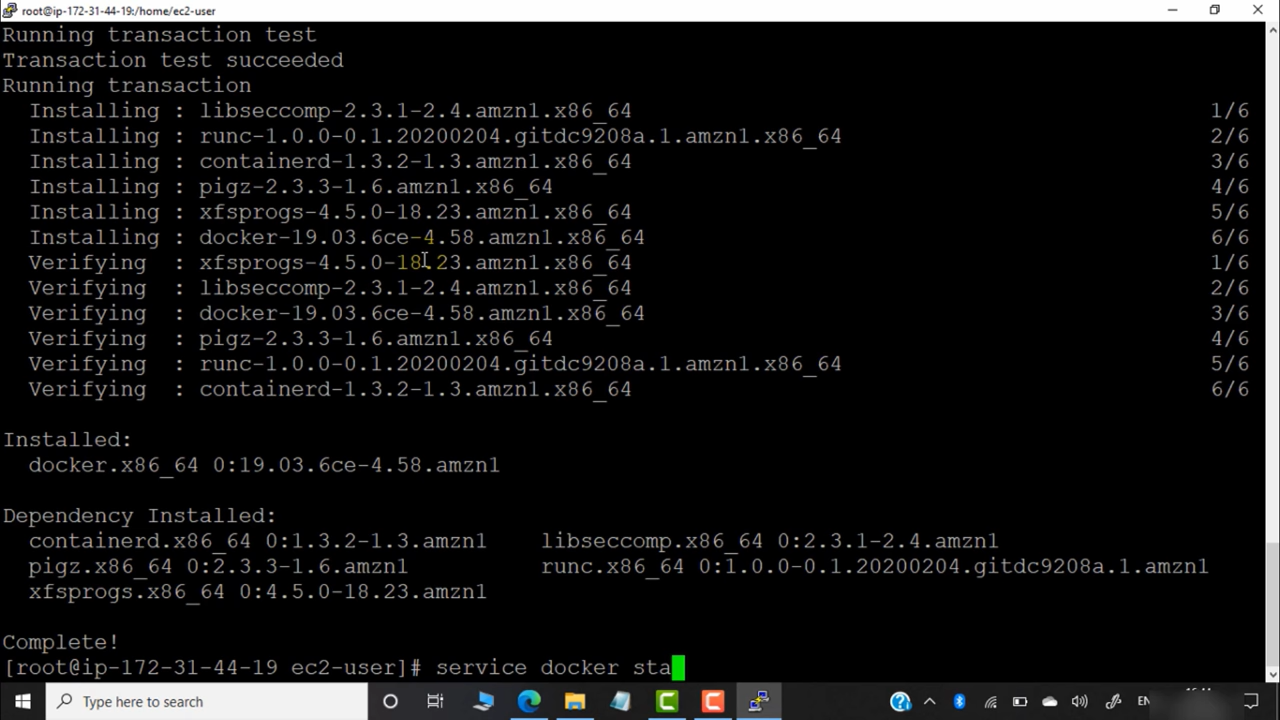 root@ip-172-31-44-19:/home/ec2-user
Running transaction test
Transaction test succeeded
Running transaction
Installing : libseccomp-2.3.1-2.4.amzn1.x86_64 1/6
Installing : runc-1.0.0-0.1.20200204.gitdc9208a.1.amzn1.x86_64 2/6
Installing : containerd-1.3.2-1.3.amzn1.x86_64 3/6
Installing : pigz-2.3.3-1.6.amzn1.x86_64 4/6
Installing : xfsprogs-4.5.0-18.23.amzn1.x86_64 5/6
Installing : docker-19.03.6ce-4.58.amzn1.x86_64 6/6
Verifying : xfsprogs-4.5.0-18.23.amzn1.x86_64 1/6
Verifying : libseccomp-2.3.1-2.4.amzn1.x86_64 2/6
Verifying : docker-19.03.6ce-4.58.amzn1.x86_64 3/6
Verifying : pigz-2.3.3-1.6.amzn1.x86_64 4/6
Verifying : runc-1.0.0-0.1.20200204.gitdc9208a.1.amzn1.x86_64 5/6
Verifying : containerd-1.3.2-1.3.amzn1.x86_64 6/6
Installed:
docker.x86_64 0:19.03.6ce-4.58.amzn1
Dependency Installed:
containerd.x86_64 0:1.3.2-1.3.amzn1 libseccomp.x86_64 0:2.3.1-2.4.amzn1
pigz.x86_64 0:2.3.3-1.6.amzn1 runc.x86_64 0:1.0.0-0.1.20200204.gitdc9208a.1.amzn1
xfsprogs.x86_64 0:4.5.0-18.23.amzn1
Complete!
[root@ip-172-31-44-19 ec2-user]# service docker sta
Type here to search